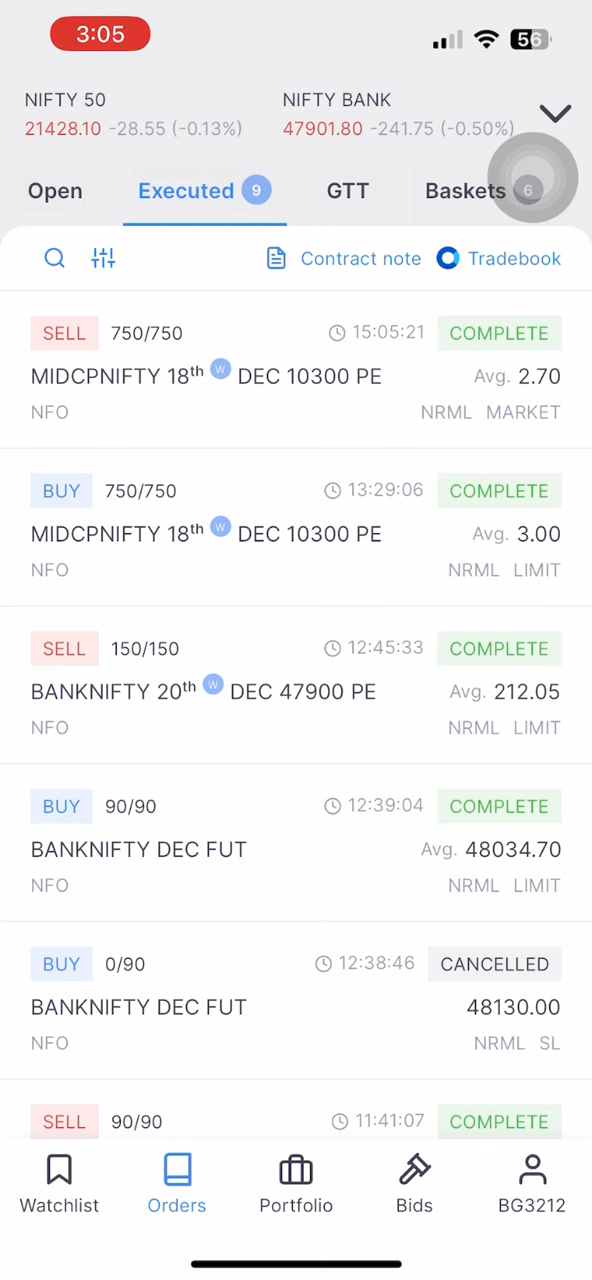 3:05
56
NIFTY 50
21428.10 -28.55 (-0.13%)
NIFTY BANK
47901.80 -241.75 (-0.50%)
Open Executed 9 GTT Baskets 6
Contract note Tradebook
SELL 750/750 15:05:21 COMPLETE
MIDCPNIFTY 18th W DEC 10300 PE Avg. 2.70
NFO NRML MARKET
BUY 750/750 13:29:06 COMPLETE
MIDCPNIFTY 18th W DEC 10300 PE Avg. 3.00
NFO NRML LIMIT
SELL 150/150 12:45:33 COMPLETE
BANKNIFTY 20th W DEC 47900 PE Avg. 212.05
NFO NRML LIMIT
BUY 90/90 12:39:04 COMPLETE
BANKNIFTY DEC FUT Avg. 48034.70
NFO NRML LIMIT
BUY 0/90 12:38:46 CANCELLED
BANKNIFTY DEC FUT 48130.00
NFO NRML SL
SELL 90/90 11:41:07 COMPLETE
Watchlist Orders Portfolio Bids BG3212